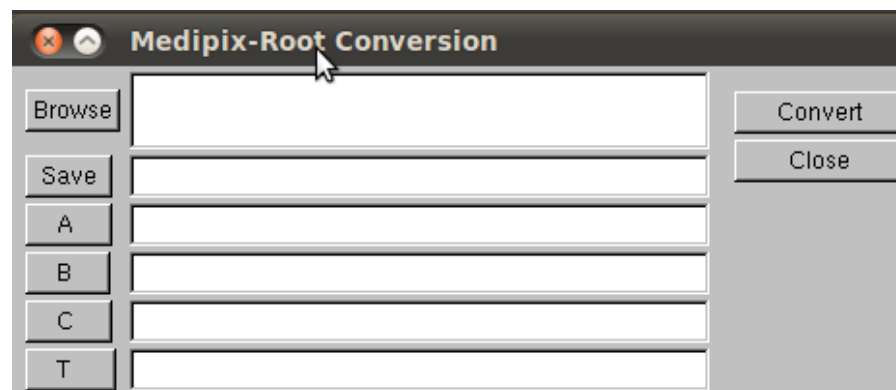 Medipix-Root Conversion
Browse
Convert
Save
Close
A
B
C
T